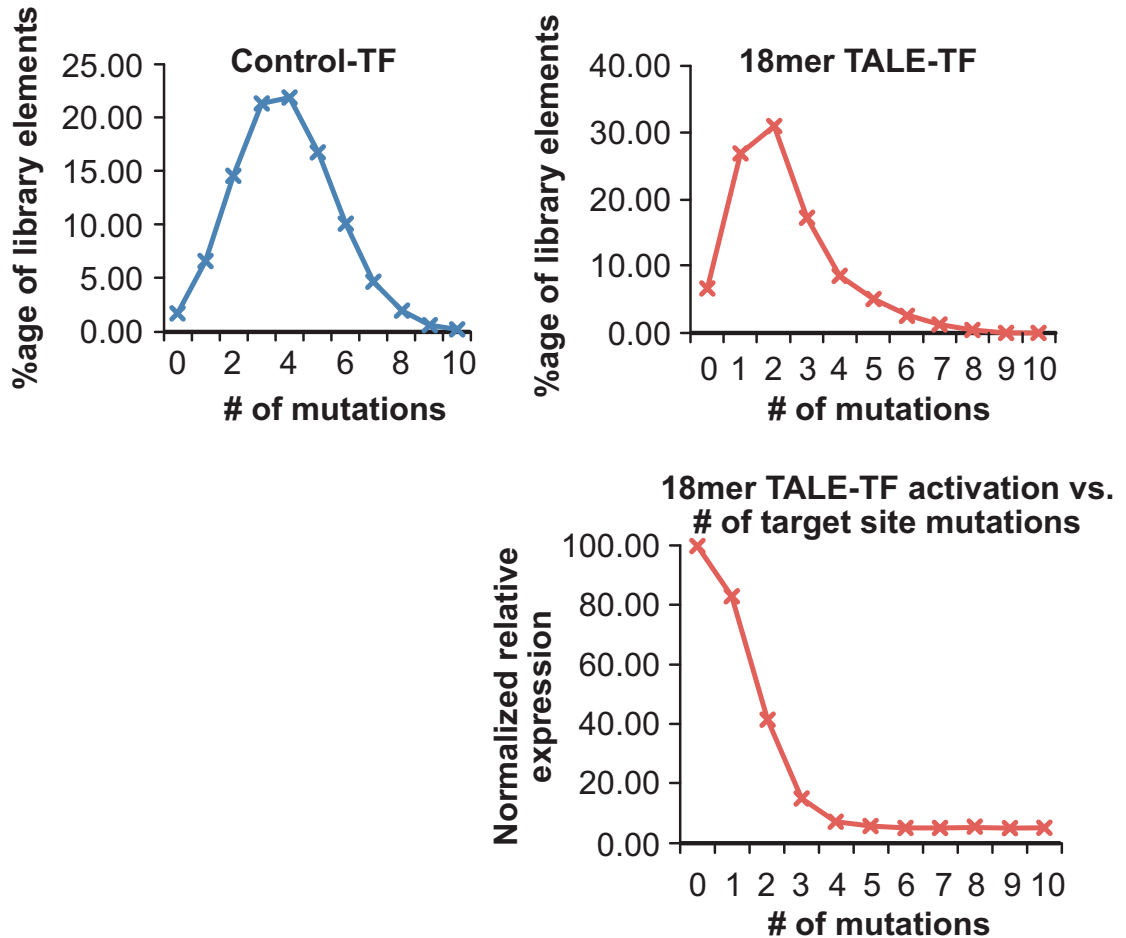 Control-TF
%age of library elements
25.00
20.00
15.00
10.00
5.00
0.00
0 2 4 6 8 10
# of mutations
18mer TALE-TF
%age of library elements
40.00
30.00
20.00
10.00
0.00
0 1 2 3 4 5 6 7 8 9 10
# of mutations
18mer TALE-TF activation vs.
# of target site mutations
Normalized relative
expression
100.00
80.00
60.00
40.00
20.00
0.00
0 1 2 3 4 5 6 7 8 9 10
# of mutations